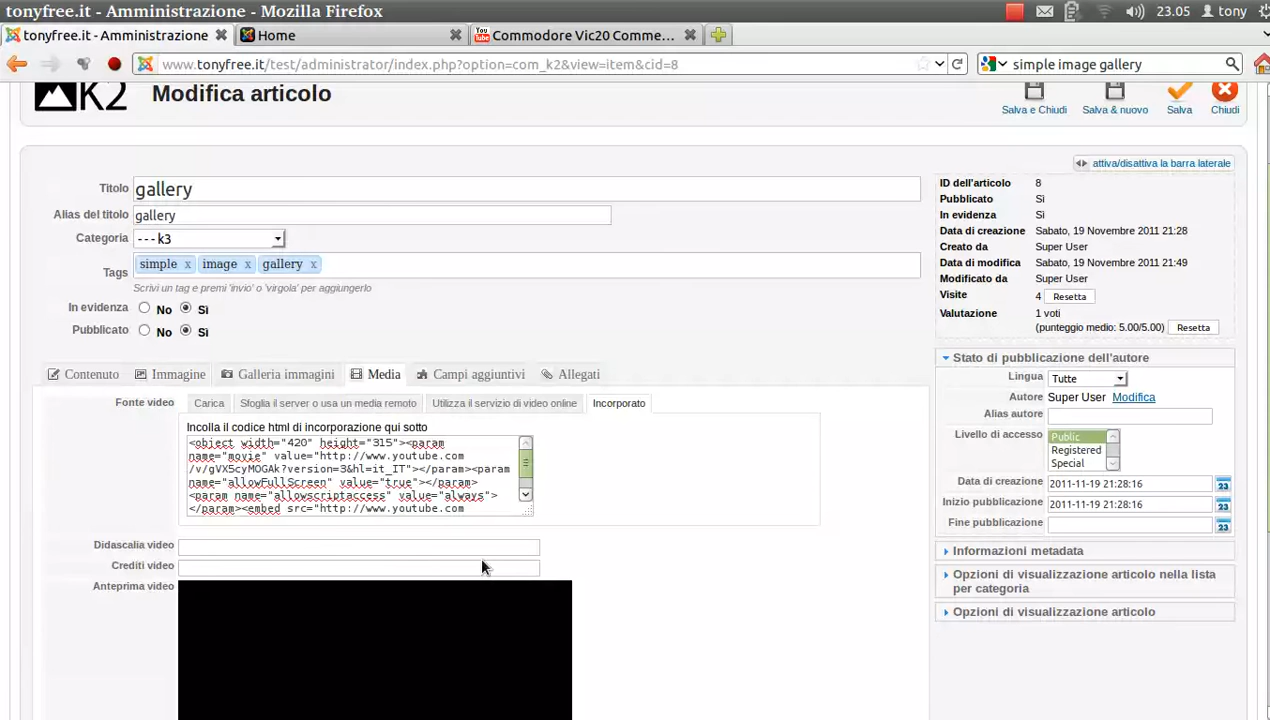 tonyfree.it - Amministrazione - Mozilla Firefox 23.05 tony
tonyfree.it - Amministrazione Home You Tube Commodore Vic20 Comme...
www.tonyfree.it/test/administrator/index.php?option=com_k2&view=item&cid=8 simple image gallery
K2 Modifica articolo
Salva e Chiudi Salva & nuovo Salva Chiudi
attiva/disattiva la barra laterale
Titolo gallery
Alias del titolo gallery
Categoria ---k3
Tags simple x image x gallery x
Scrivi un tag e premi 'invio' o 'virgola' per aggiungerlo
In evidenza No Sì
Pubblicato No Sì
ID dell'articolo 8
Pubblicato Sì
In evidenza Sì
Data di creazione Sabato, 19 Novembre 2011 21:28
Creato da Super User
Data di modifica Sabato, 19 Novembre 2011 21:49
Modificato da Super User
Visite 4 Resetta
Valutazione 1 voti
(punteggio medio: 5.00/5.00) Resetta
Contenuto Immagine Galleria immagini Media Campi aggiuntivi Allegati
Fonte video Carica Sfoglia il server o usa un media remoto Utilizza il servizio di video online Incorporato
Incolla il codice html di incorporazione qui sotto
<object width="420" height="315"><param
name="movie" value="http://www.youtube.com
/v/gVX5cyMOGAk?version=3&hl=it_IT"></param><param
name="allowFullScreen" value="true"></param>
<param name="allowscriptaccess" value="always">
</param><embed src="http://www.youtube.com
Didascalia video
Crediti video
Anteprima video
Stato di pubblicazione dell'autore
Lingua Tutte
Autore Super User Modifica
Alias autore
Livello di accesso Public
Registered
Special
Data di creazione 2011-11-19 21:28:16 23
Inizio pubblicazione 2011-11-19 21:28:16 23
Fine pubblicazione 23
Informazioni metadata
Opzioni di visualizzazione articolo nella lista
per categoria
Opzioni di visualizzazione articolo